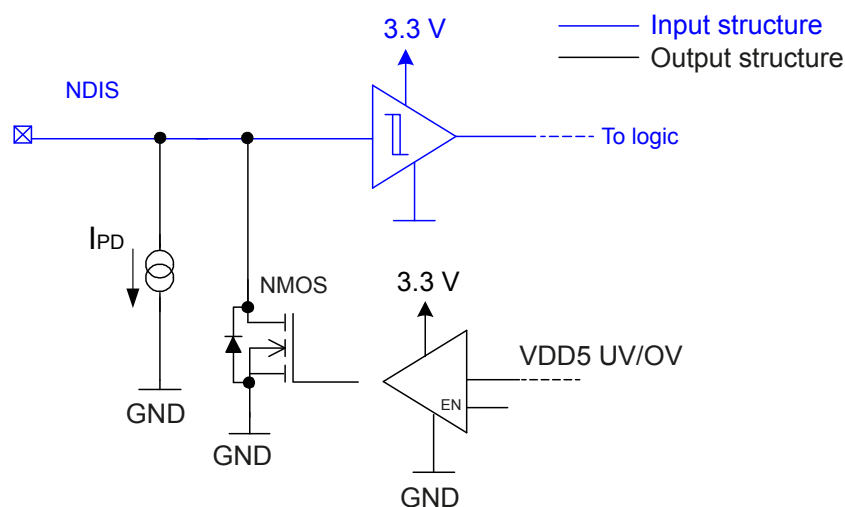 3.3 V
Input structure
Output structure
NDIS
To logic
IPD
NMOS
3.3 V
VDD5 UV/OV
EN
GND
GND
GND